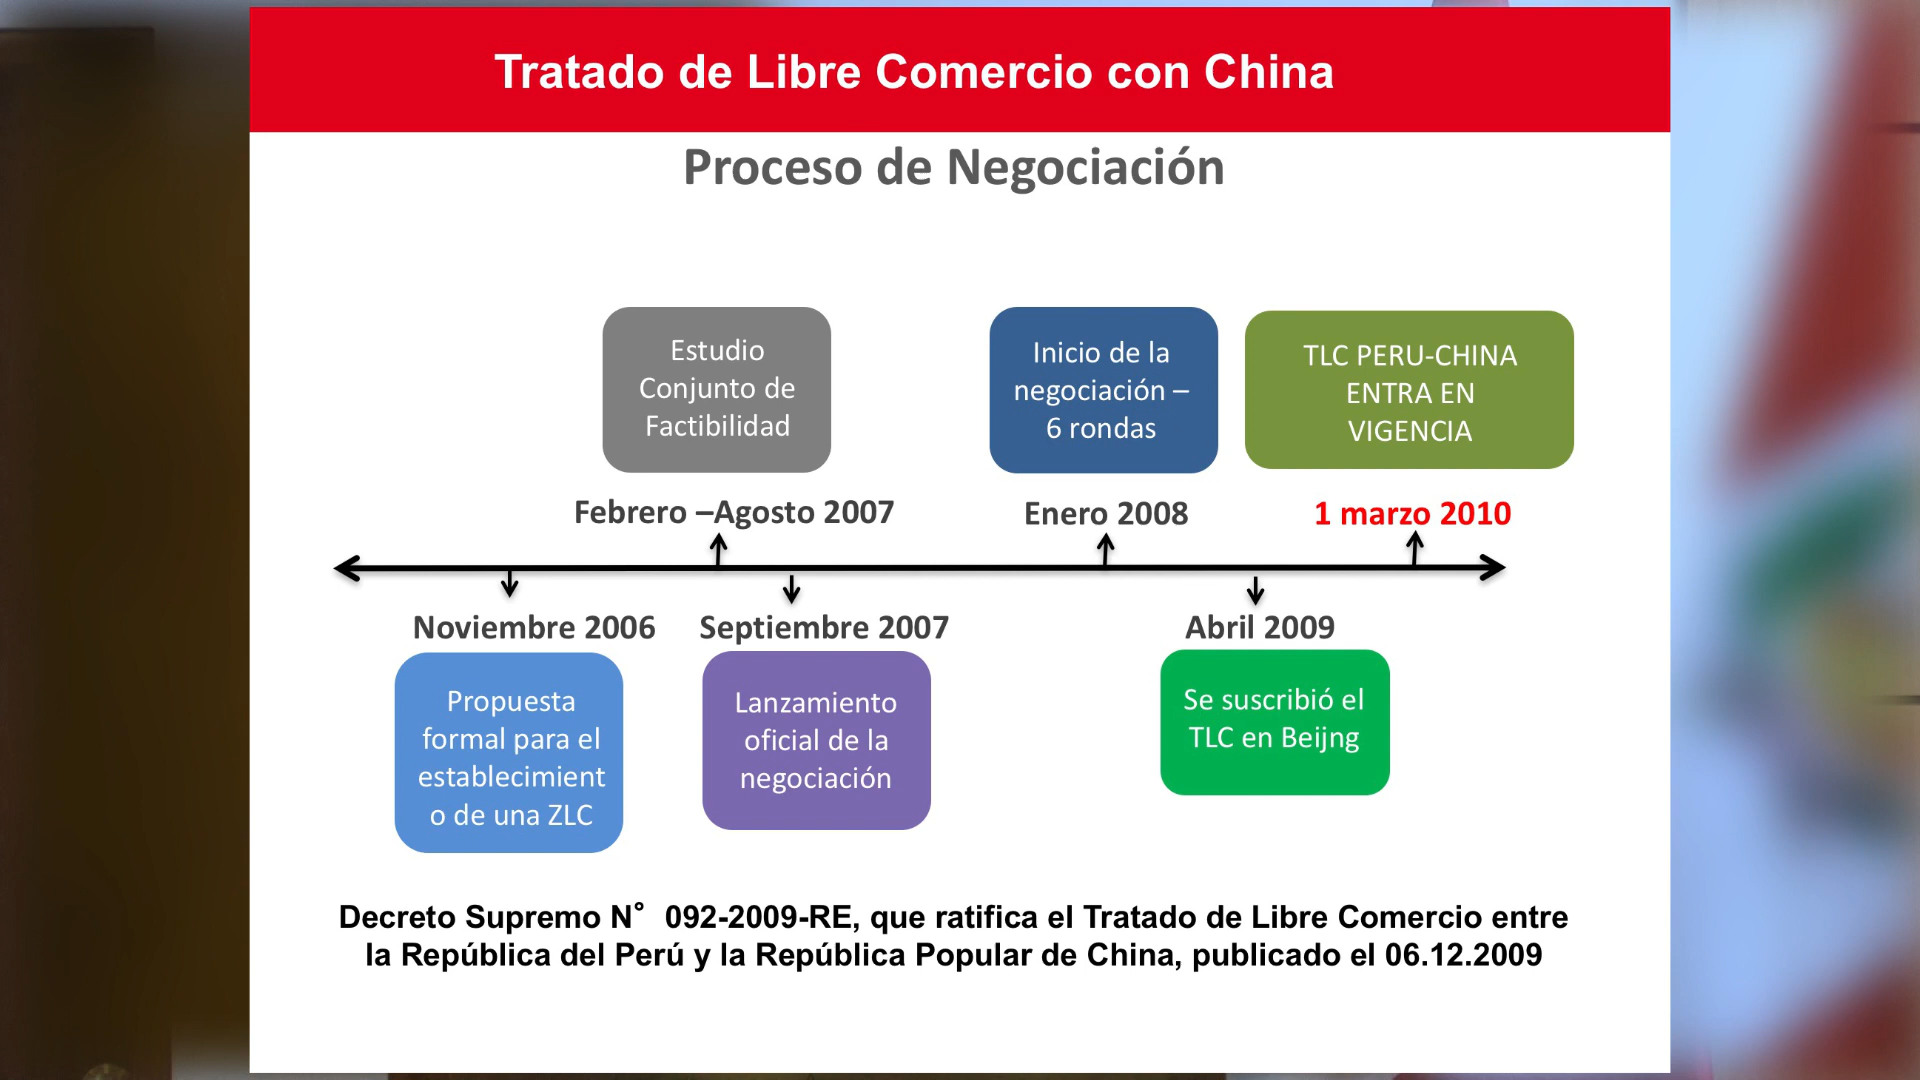 Tratado de Libre Comercio con China
Proceso de Negociación
Estudio
Conjunto de
Factibilidad
Inicio de la
negociación –
6 rondas
TLC PERU-CHINA
ENTRA EN
VIGENCIA
Febrero –Agosto 2007
Enero 2008
1 marzo 2010
Noviembre 2006
Septiembre 2007
Abril 2009
Propuesta
formal para el
establecimient
o de una ZLC
Lanzamiento
oficial de la
negociación
Se suscribió el
TLC en Beijng
Decreto Supremo N° 092-2009-RE, que ratifica el Tratado de Libre Comercio entre
la República del Perú y la República Popular de China, publicado el 06.12.2009